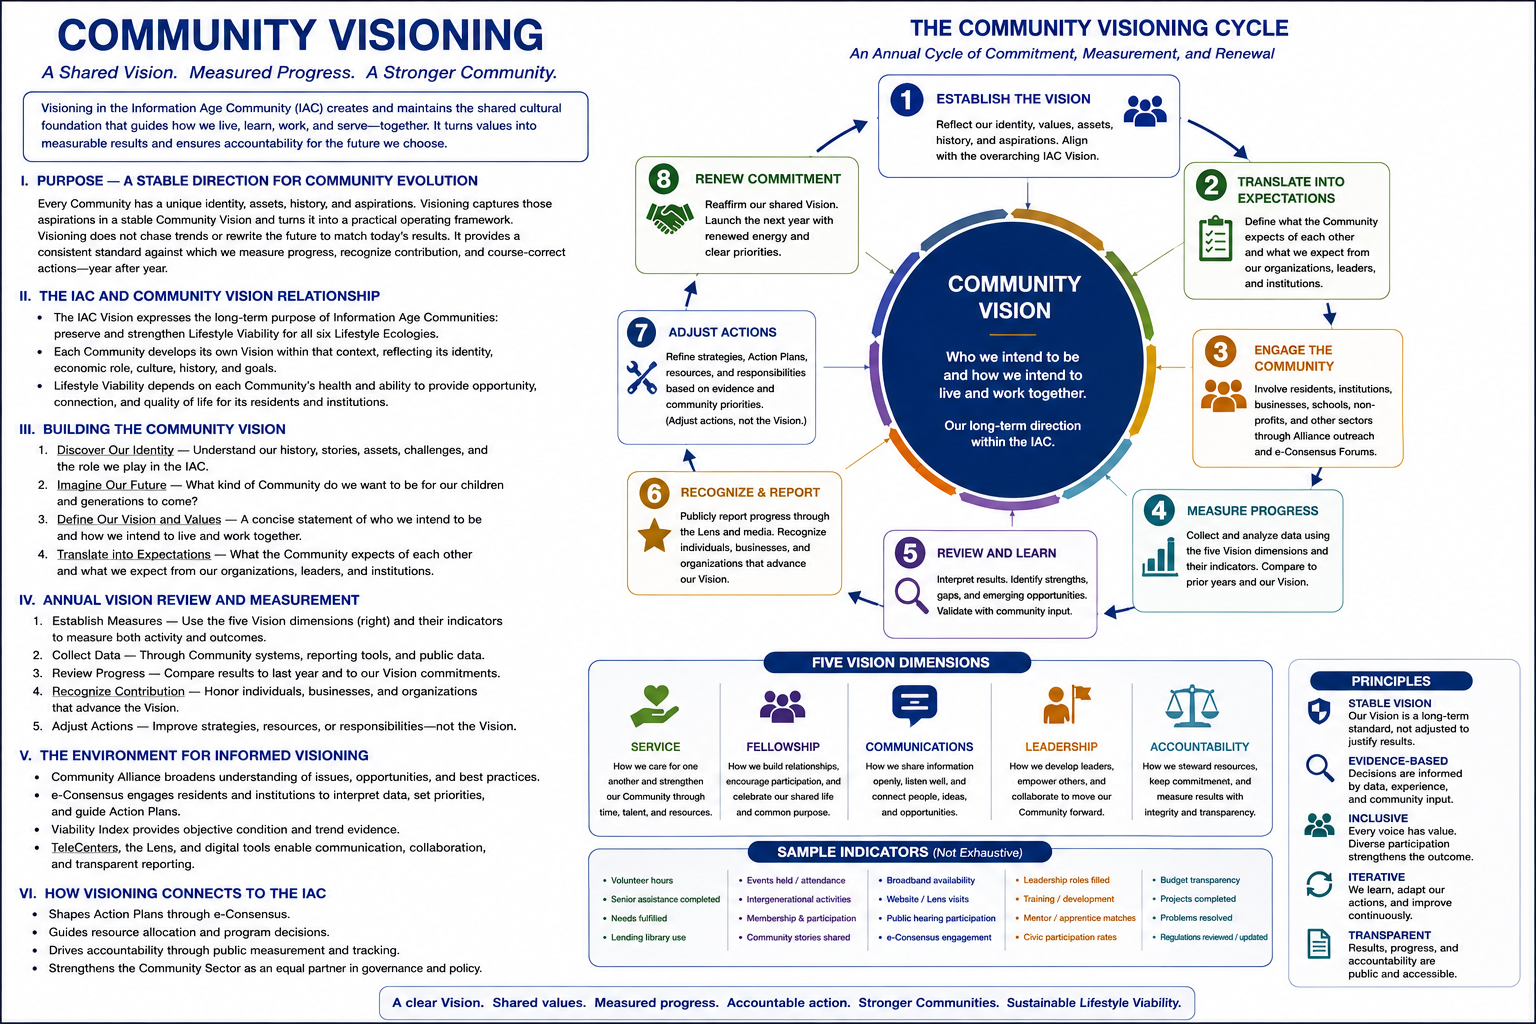 COMMUNITY VISIONING
A Shared Vision. Measured Progress. A Stronger Community.
Visioning in the Information Age Community (IAC) creates and maintains the shared cultural
foundation that guides how we live, learn, work, and serve—together. It turns values into
measurable results and ensures accountability for the future we choose.
I. PURPOSE — A STABLE DIRECTION FOR COMMUNITY EVOLUTION
Every Community has a unique identity, assets, history, and aspirations. Visioning captures those
aspirations in a stable Community Vision and turns it into a practical operating framework.
Visioning does not chase trends or rewrite the future to match today's results. It provides a
consistent standard against which we measure progress, recognize contribution, and course-correct
actions—year after year.
II. THE IAC AND COMMUNITY VISION RELATIONSHIP
• The IAC Vision expresses the long-term purpose of Information Age Communities:
preserve and strengthen Lifestyle Viability for all six Lifestyle Ecologies.
• Each Community develops its own Vision within that context, reflecting its identity,
economic role, culture, history, and goals.
• Lifestyle Viability depends on each Community's health and ability to provide opportunity,
connection, and quality of life for its residents and institutions.
III. BUILDING THE COMMUNITY VISION
1. Discover Our Identity — Understand our history, stories, assets, challenges, and
the role we play in the IAC.
2. Imagine Our Future — What kind of Community do we want to be for our children
and generations to come?
3. Define Our Vision and Values — A concise statement of who we intend to be
and how we intend to live and work together.
4. Translate into Expectations — What the Community expects of each other
and what we expect from our organizations, leaders, and institutions.
IV. ANNUAL VISION REVIEW AND MEASUREMENT
1. Establish Measures — Use the five Vision dimensions (right) and their indicators
to measure both activity and outcomes.
2. Collect Data — Through Community systems, reporting tools, and public data.
3. Review Progress — Compare results to last year and to our Vision commitments.
4. Recognize Contribution — Honor individuals, businesses, and organizations
that advance the Vision.
5. Adjust Actions — Improve strategies, resources, or responsibilities—not the Vision.
V. THE ENVIRONMENT FOR INFORMED VISIONING
• Community Alliance broadens understanding of issues, opportunities, and best practices.
• e-Consensus engages residents and institutions to interpret data, set priorities,
and guide Action Plans.
• Viability Index provides objective condition and trend evidence.
• TeleCenters, the Lens, and digital tools enable communication, collaboration,
and transparent reporting.
VI. HOW VISIONING CONNECTS TO THE IAC
• Shapes Action Plans through e-Consensus.
• Guides resource allocation and program decisions.
• Drives accountability through public measurement and tracking.
• Strengthens the Community Sector as an equal partner in governance and policy.
THE COMMUNITY VISIONING CYCLE
An Annual Cycle of Commitment, Measurement, and Renewal
1 ESTABLISH THE VISION
Reflect our identity, values, assets,
history, and aspirations. Align
with the overarching IAC Vision.
2 TRANSLATE INTO
EXPECTATIONS
Define what the Community
expects of each other
and what we expect from
our organizations, leaders,
and institutions.
3 ENGAGE THE
COMMUNITY
Involve residents, institutions,
businesses, schools, non-
profits, and other sectors
through Alliance outreach
and e-Consensus Forums.
4 MEASURE PROGRESS
Collect and analyze data using
the five Vision dimensions and
their indicators. Compare to
prior years and our Vision.
5 REVIEW AND LEARN
Interpret results. Identify strengths,
gaps, and emerging opportunities.
Validate with community input.
6 RECOGNIZE & REPORT
Publicly report progress through
the Lens and media. Recognize
individuals, businesses, and
organizations that advance
our Vision.
7 ADJUST ACTIONS
Refine strategies, Action Plans,
resources, and responsibilities
based on evidence and
community priorities.
(Adjust actions, not the Vision.)
8 RENEW COMMITMENT
Reaffirm our shared Vision.
Launch the next year with
renewed energy and
clear priorities.
COMMUNITY
VISION
Who we intend to be
and how we intend to
live and work together.
Our long-term direction
within the IAC.
FIVE VISION DIMENSIONS
SERVICE
How we care for one
another and strengthen
our Community through
time, talent, and resources.
FELLOWSHIP
How we build relationships,
encourage participation, and
celebrate our shared life
and common purpose.
COMMUNICATIONS
How we share information
openly, listen well, and
connect people, ideas,
and opportunities.
LEADERSHIP
How we develop leaders,
empower others, and
collaborate to move our
Community forward.
ACCOUNTABILITY
How we steward resources,
keep commitment, and
measure results with
integrity and transparency.
SAMPLE INDICATORS (Not Exhaustive)
• Volunteer hours
• Senior assistance completed
• Needs fulfilled
• Lending library use
• Events held / attendance
• Intergenerational activities
• Membership & participation
• Community stories shared
• Broadband availability
• Website / Lens visits
• Public hearing participation
• e-Consensus engagement
• Leadership roles filled
• Training / development
• Mentor / apprentice matches
• Civic participation rates
• Budget transparency
• Projects completed
• Problems resolved
• Regulations reviewed / updated
PRINCIPLES
STABLE VISION
Our Vision is a long-term
standard, not adjusted to
justify results.
EVIDENCE-BASED
Decisions are informed
by data, experience,
and community input.
INCLUSIVE
Every voice has value.
Diverse participation
strengthens the outcome.
ITERATIVE
We learn, adapt our
actions, and improve
continuously.
TRANSPARENT
Results, progress, and
accountability are
public and accessible.
A clear Vision. Shared values. Measured progress. Accountable action. Stronger Communities. Sustainable Lifestyle Viability.